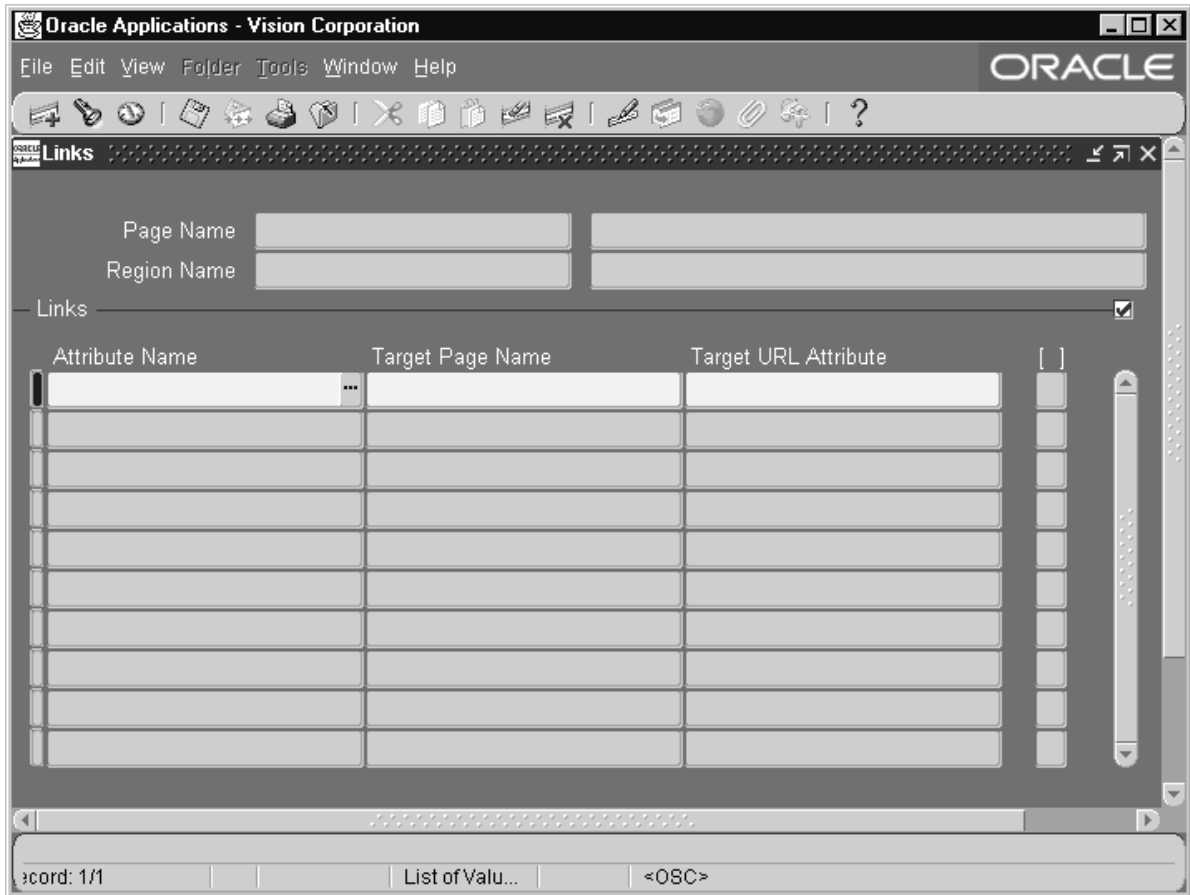 Oracle Applications - Vision Corporation
File Edit View Folder Tools Window Help ORACLE
?
Links
Page Name
Region Name
Links
Attribute Name Target Page Name Target URL Attribute [ ]
...
ecord: 1/1 List of Valu... <OSC>